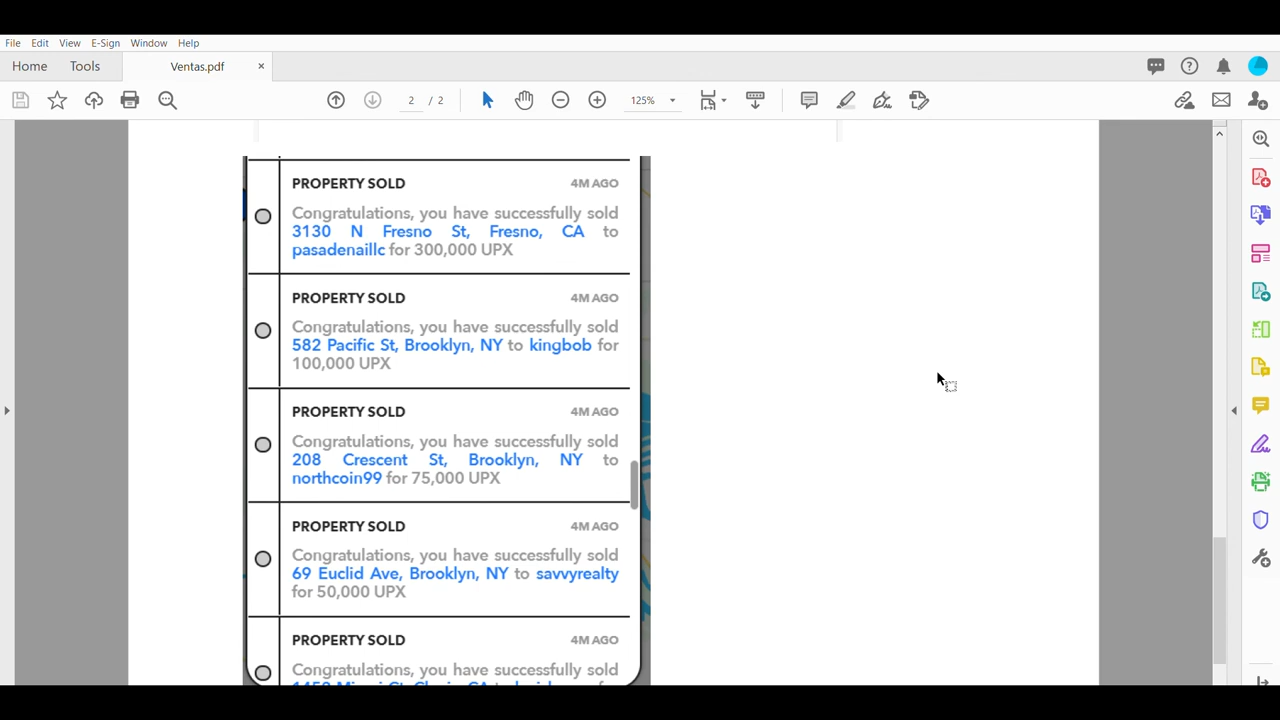 File Edit View E-Sign Window Help
Home Tools Ventas.pdf ×
2 / 2 125%
PROPERTY SOLD 4M AGO
Congratulations, you have successfully sold
3130 N Fresno St, Fresno, CA to
pasadenaillc for 300,000 UPX
PROPERTY SOLD 4M AGO
Congratulations, you have successfully sold
582 Pacific St, Brooklyn, NY to kingbob for
100,000 UPX
PROPERTY SOLD 4M AGO
Congratulations, you have successfully sold
208 Crescent St, Brooklyn, NY to
northcoin99 for 75,000 UPX
PROPERTY SOLD 4M AGO
Congratulations, you have successfully sold
69 Euclid Ave, Brooklyn, NY to savvyrealty
for 50,000 UPX
PROPERTY SOLD 4M AGO
Congratulations, you have successfully sold